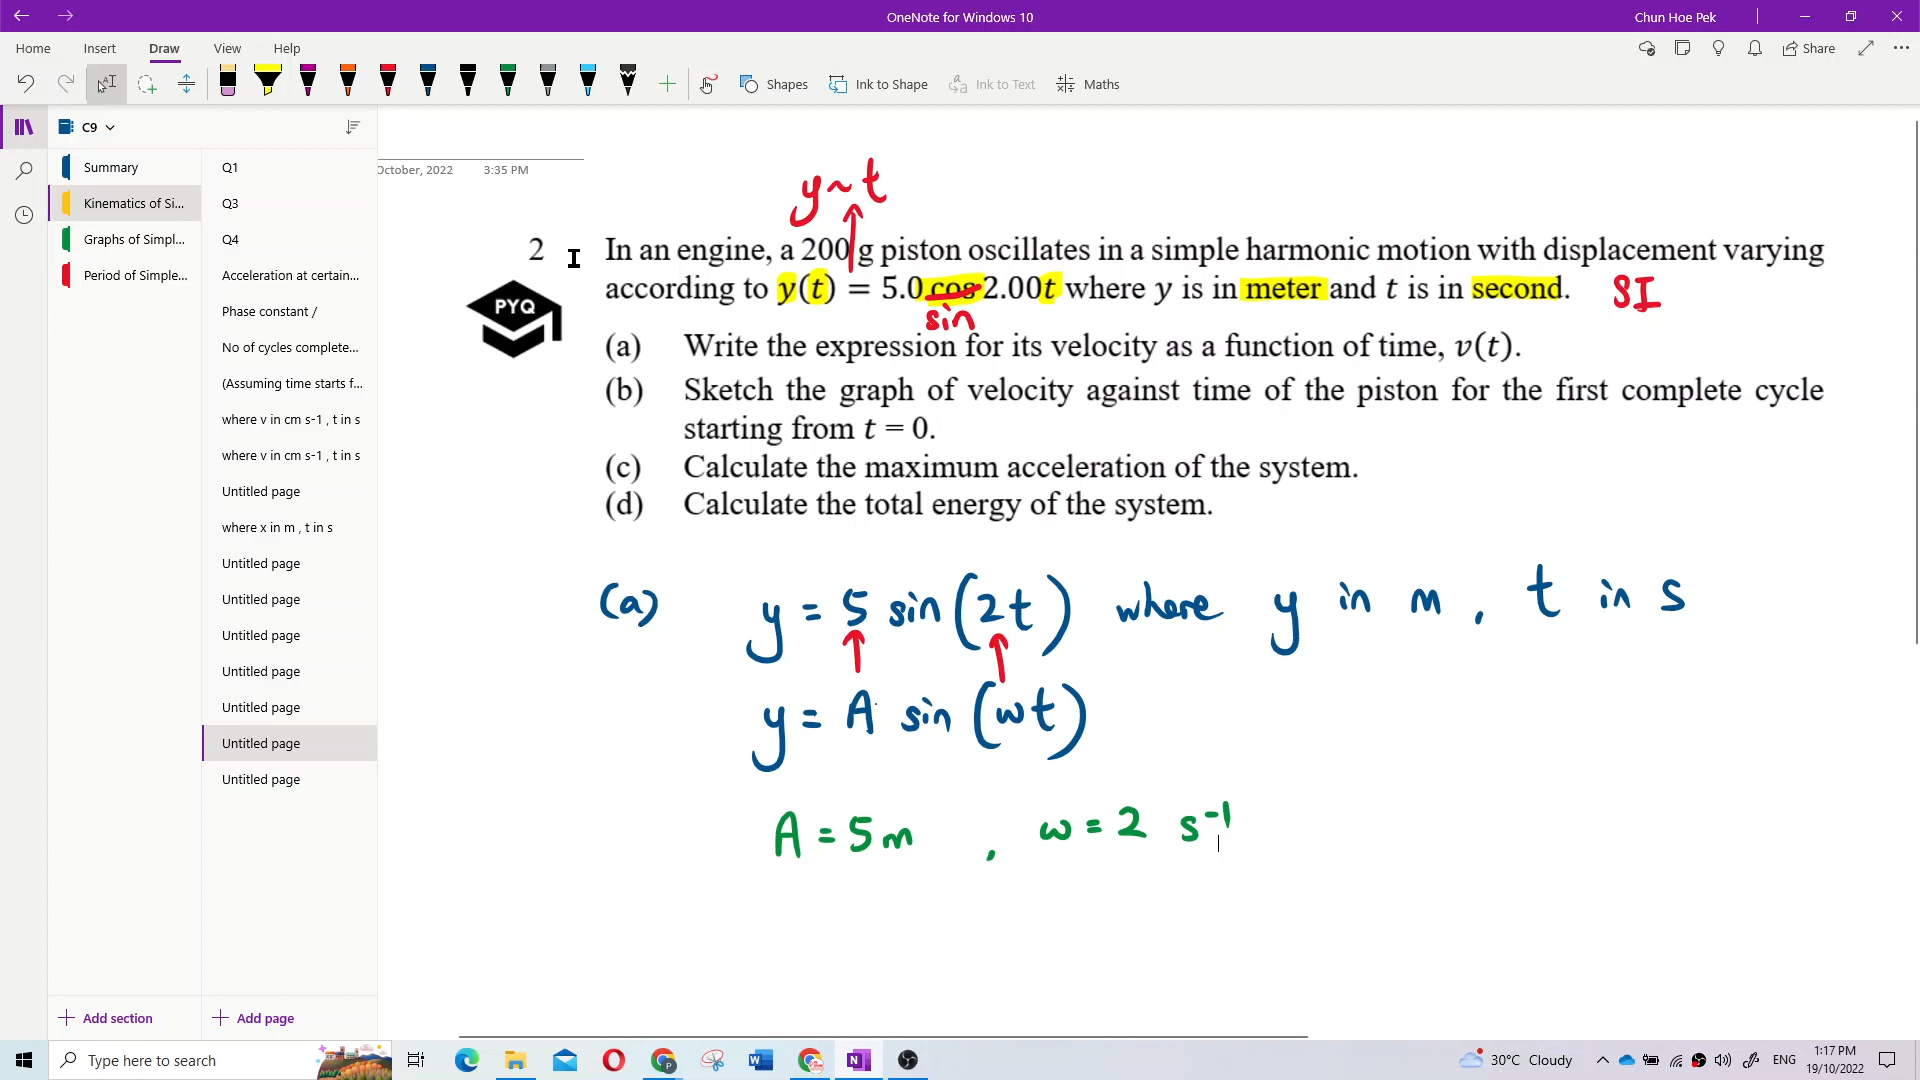 OneNote for Windows 10
Chun Hoe Pek
Home Insert Draw View Help
Share
Shapes Ink to Shape Ink to Text Maths
C9
Summary
Kinematics of Si...
Graphs of Simpl...
Period of Simple...
Q1
Q3
Q4
Acceleration at certain...
Phase constant /
No of cycles complete...
(Assuming time starts f...
where v in cm s-1 , t in s
where v in cm s-1 , t in s
Untitled page
where x in m , t in s
Untitled page
Untitled page
Untitled page
Untitled page
Untitled page
Untitled page
Untitled page
Add section
Add page
October, 2022 3:35 PM
y ~ t
2 In an engine, a 200 g piston oscillates in a simple harmonic motion with displacement varying
according to y(t) = 5.0 cos 2.00t where y is in meter and t is in second. SI
sin
PYQ
(a) Write the expression for its velocity as a function of time, v(t).
(b) Sketch the graph of velocity against time of the piston for the first complete cycle
starting from t = 0.
(c) Calculate the maximum acceleration of the system.
(d) Calculate the total energy of the system.
(a) y = 5 sin (2t) where y in m , t in s
y = A sin (ωt)
A = 5 m , ω = 2 s⁻¹
Type here to search
30°C Cloudy
ENG
1:17 PM
19/10/2022